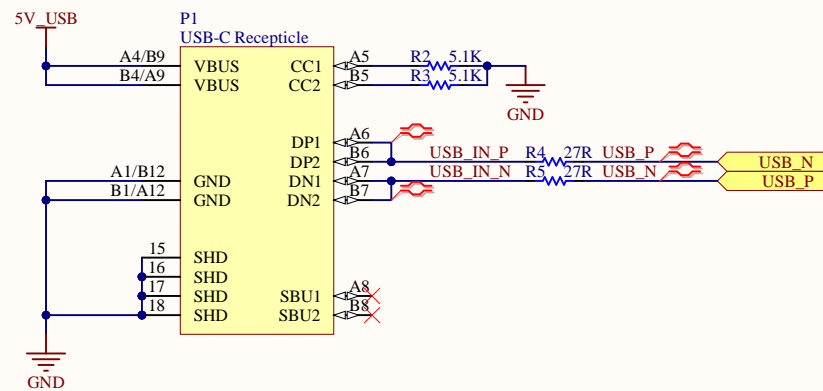 5V_USB
P1
USB-C Recepticle
A4/B9 VBUS CC1 A5 R2 5.1K
B4/A9 VBUS CC2 B5 R3 5.1K
GND
DP1 A6
DP2 B6 USB_IN_P R4 27R USB_P USB_N
A1/B12 GND DN1 A7 USB_IN_N R5 27R USB_N USB_P
B1/A12 GND DN2 B7
15 SHD
16 SHD
17 SHD SBU1 A8
18 SHD SBU2 B8
GND